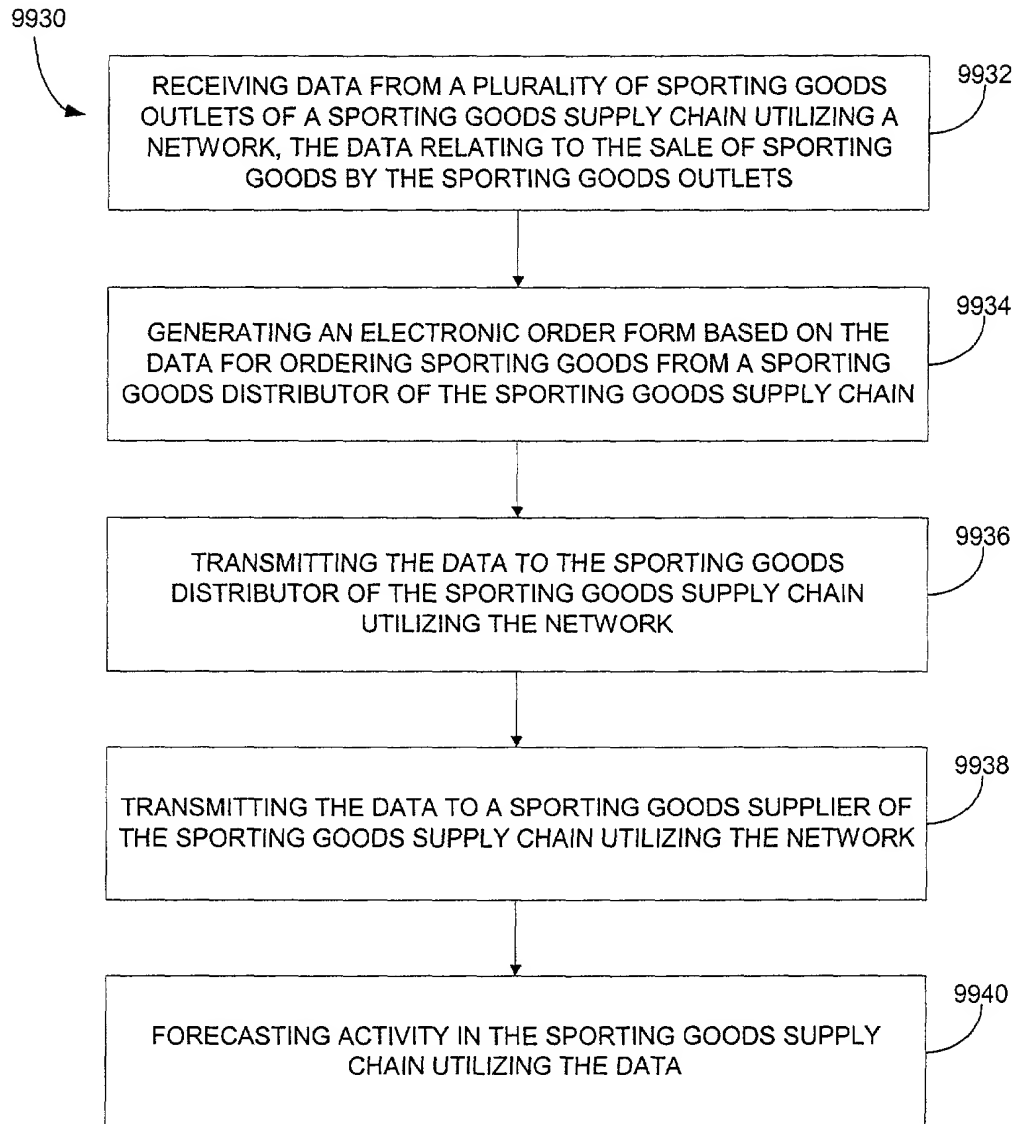 9930
RECEIVING DATA FROM A PLURALITY OF SPORTING GOODS
OUTLETS OF A SPORTING GOODS SUPPLY CHAIN UTILIZING A
NETWORK, THE DATA RELATING TO THE SALE OF SPORTING
GOODS BY THE SPORTING GOODS OUTLETS
9932
GENERATING AN ELECTRONIC ORDER FORM BASED ON THE
DATA FOR ORDERING SPORTING GOODS FROM A SPORTING
GOODS DISTRIBUTOR OF THE SPORTING GOODS SUPPLY CHAIN
9934
TRANSMITTING THE DATA TO THE SPORTING GOODS
DISTRIBUTOR OF THE SPORTING GOODS SUPPLY CHAIN
UTILIZING THE NETWORK
9936
TRANSMITTING THE DATA TO A SPORTING GOODS SUPPLIER OF
THE SPORTING GOODS SUPPLY CHAIN UTILIZING THE NETWORK
9938
FORECASTING ACTIVITY IN THE SPORTING GOODS SUPPLY
CHAIN UTILIZING THE DATA
9940